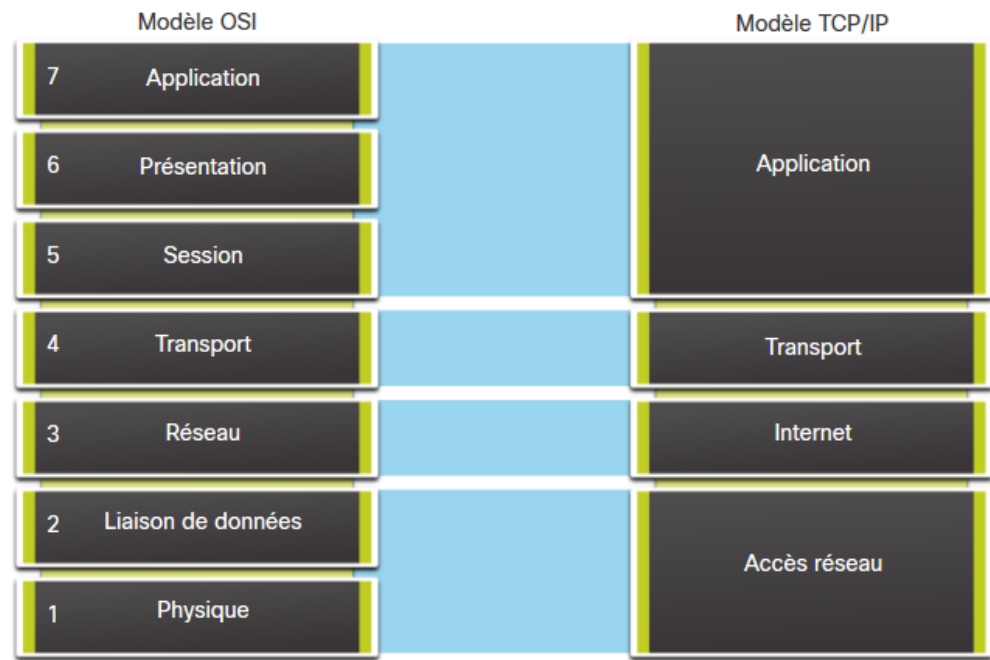 Modèle OSI
Modèle TCP/IP
7 Application
6 Présentation
5 Session
Application
4 Transport
Transport
3 Réseau
Internet
2 Liaison de données
1 Physique
Accès réseau